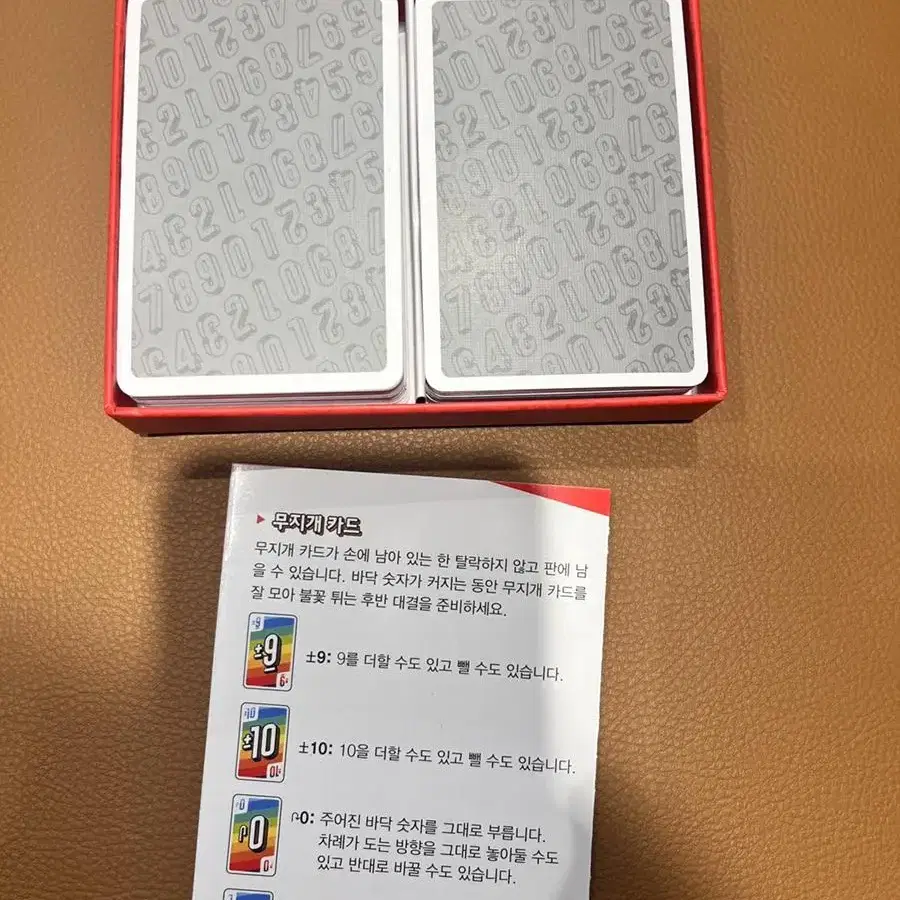 ▶ 무지개 카드
무지개 카드가 손에 남아 있는 한 탈락하지 않고 판에 남
을 수 있습니다. 바닥 숫자가 커지는 동안 무지개 카드를
잘 모아 불꽃 튀는 후반 대결을 준비하세요.
±9
±9: 9를 더할 수도 있고 뺄 수도 있습니다.
±10
±10: 10을 더할 수도 있고 뺄 수도 있습니다.
0
0: 주어진 바닥 숫자를 그대로 부릅니다.
차례가 도는 방향을 그대로 놓아둘 수도
있고 반대로 바꿀 수도 있습니다.